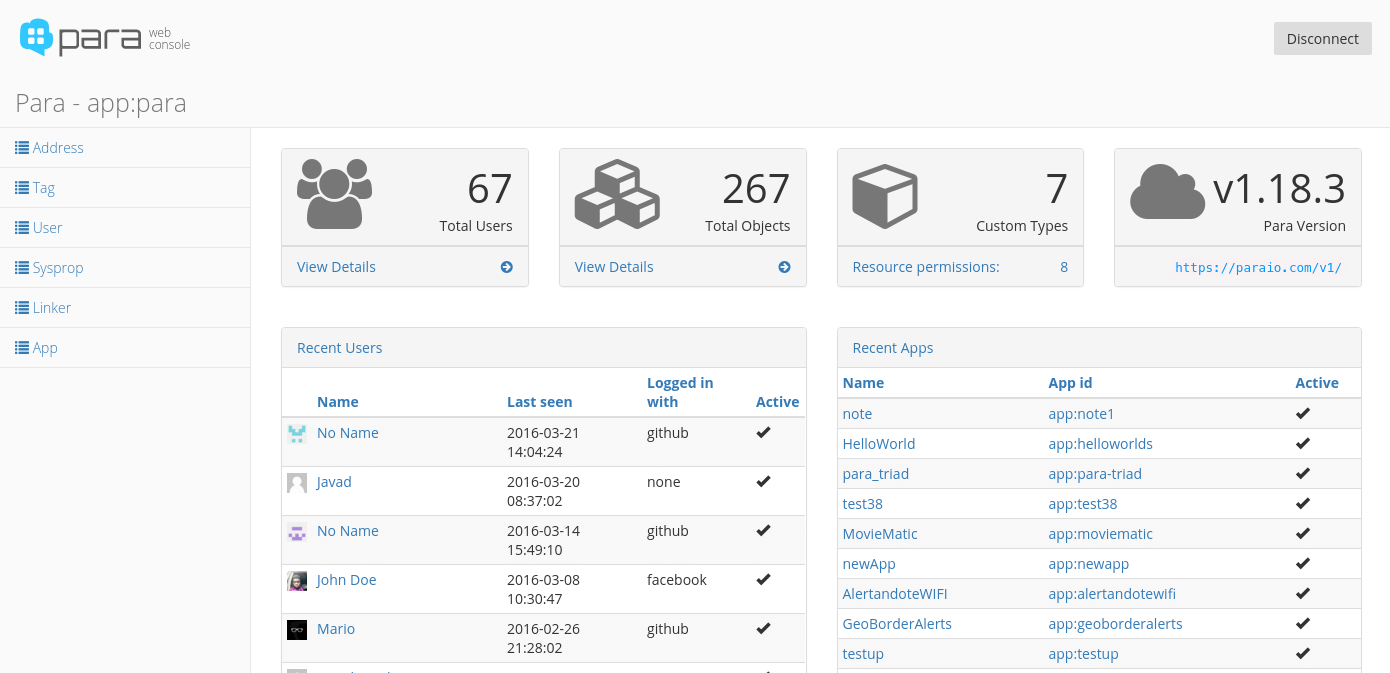 para web console
Disconnect
Para - app:para
Address
Tag
User
Sysprop
Linker
App
67
Total Users
View Details
267
Total Objects
View Details
7
Custom Types
Resource permissions: 8
v1.18.3
Para Version
https://paraio.com/v1/
Recent Users
Name Last seen Logged in with Active
No Name 2016-03-21 14:04:24 github
Javad 2016-03-20 08:37:02 none
No Name 2016-03-14 15:49:10 github
John Doe 2016-03-08 10:30:47 facebook
Mario 2016-02-26 21:28:02 github
Recent Apps
Name App id Active
note app:note1
HelloWorld app:helloworlds
para_triad app:para-triad
test38 app:test38
MovieMatic app:moviematic
newApp app:newapp
AlertandoteWIFI app:alertandotewifi
GeoBorderAlerts app:geoborderalerts
testup app:testup